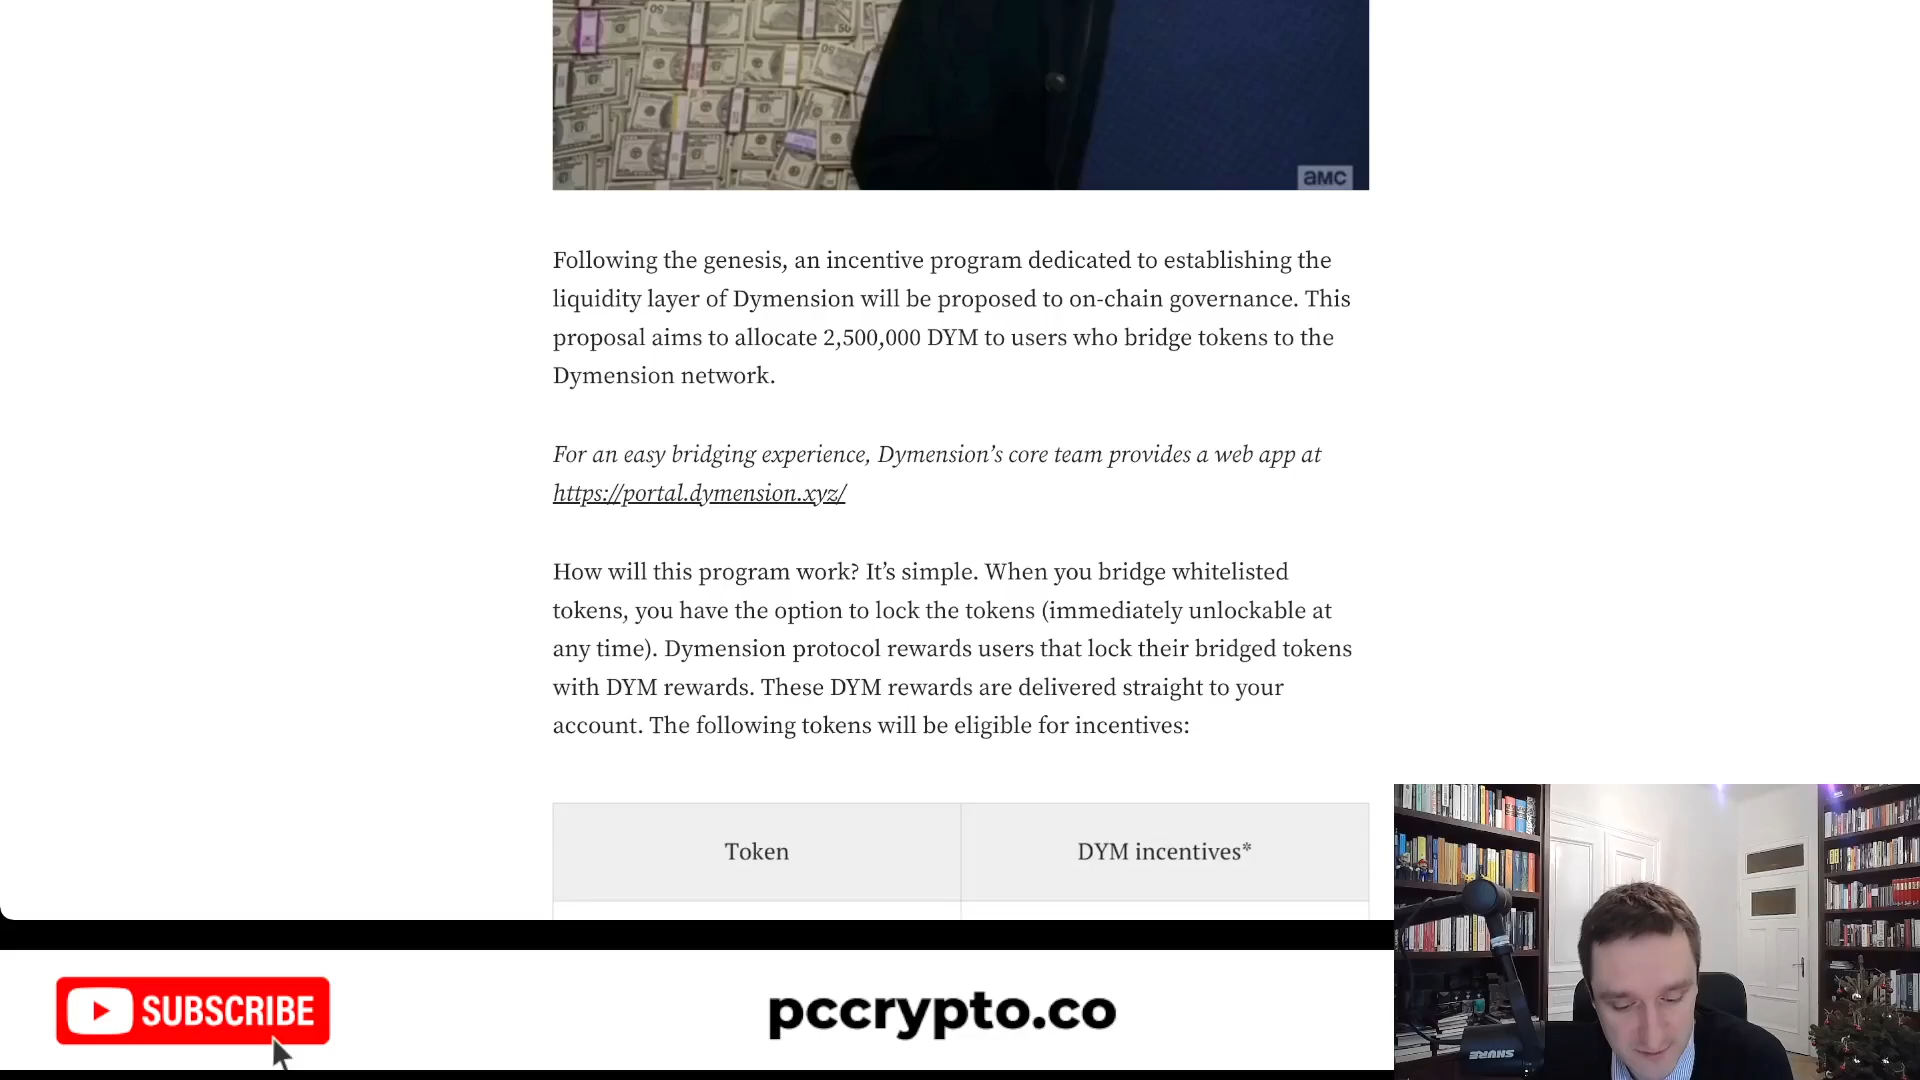 aMC
Following the genesis, an incentive program dedicated to establishing the
liquidity layer of Dymension will be proposed to on-chain governance. This
proposal aims to allocate 2,500,000 DYM to users who bridge tokens to the
Dymension network.
For an easy bridging experience, Dymension’s core team provides a web app at
https://portal.dymension.xyz/
How will this program work? It’s simple. When you bridge whitelisted
tokens, you have the option to lock the tokens (immediately unlockable at
any time). Dymension protocol rewards users that lock their bridged tokens
with DYM rewards. These DYM rewards are delivered straight to your
account. The following tokens will be eligible for incentives:
Token DYM incentives*
SUBSCRIBE
pccrypto.co
SHURE